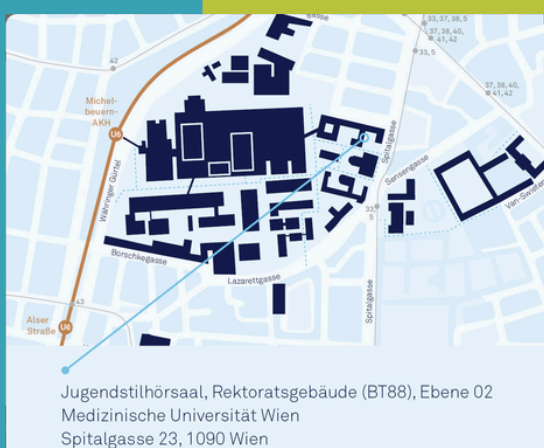 33, 37, 38, 5
37, 38, 40,
41, 42
33, 5
42
37, 38, 40,
41, 42
Michel-
beuern-
AKH
U6
Währinger Gürtel
Spitalgasse
Sensengasse
Van-Swieten
33,
5
Borschkegasse
Lazarettgasse
Spitalgasse
43
Alser
Straße
U6
Jugendstilhörsaal, Rektoratsgebäude (BT88), Ebene 02
Medizinische Universität Wien
Spitalgasse 23, 1090 Wien